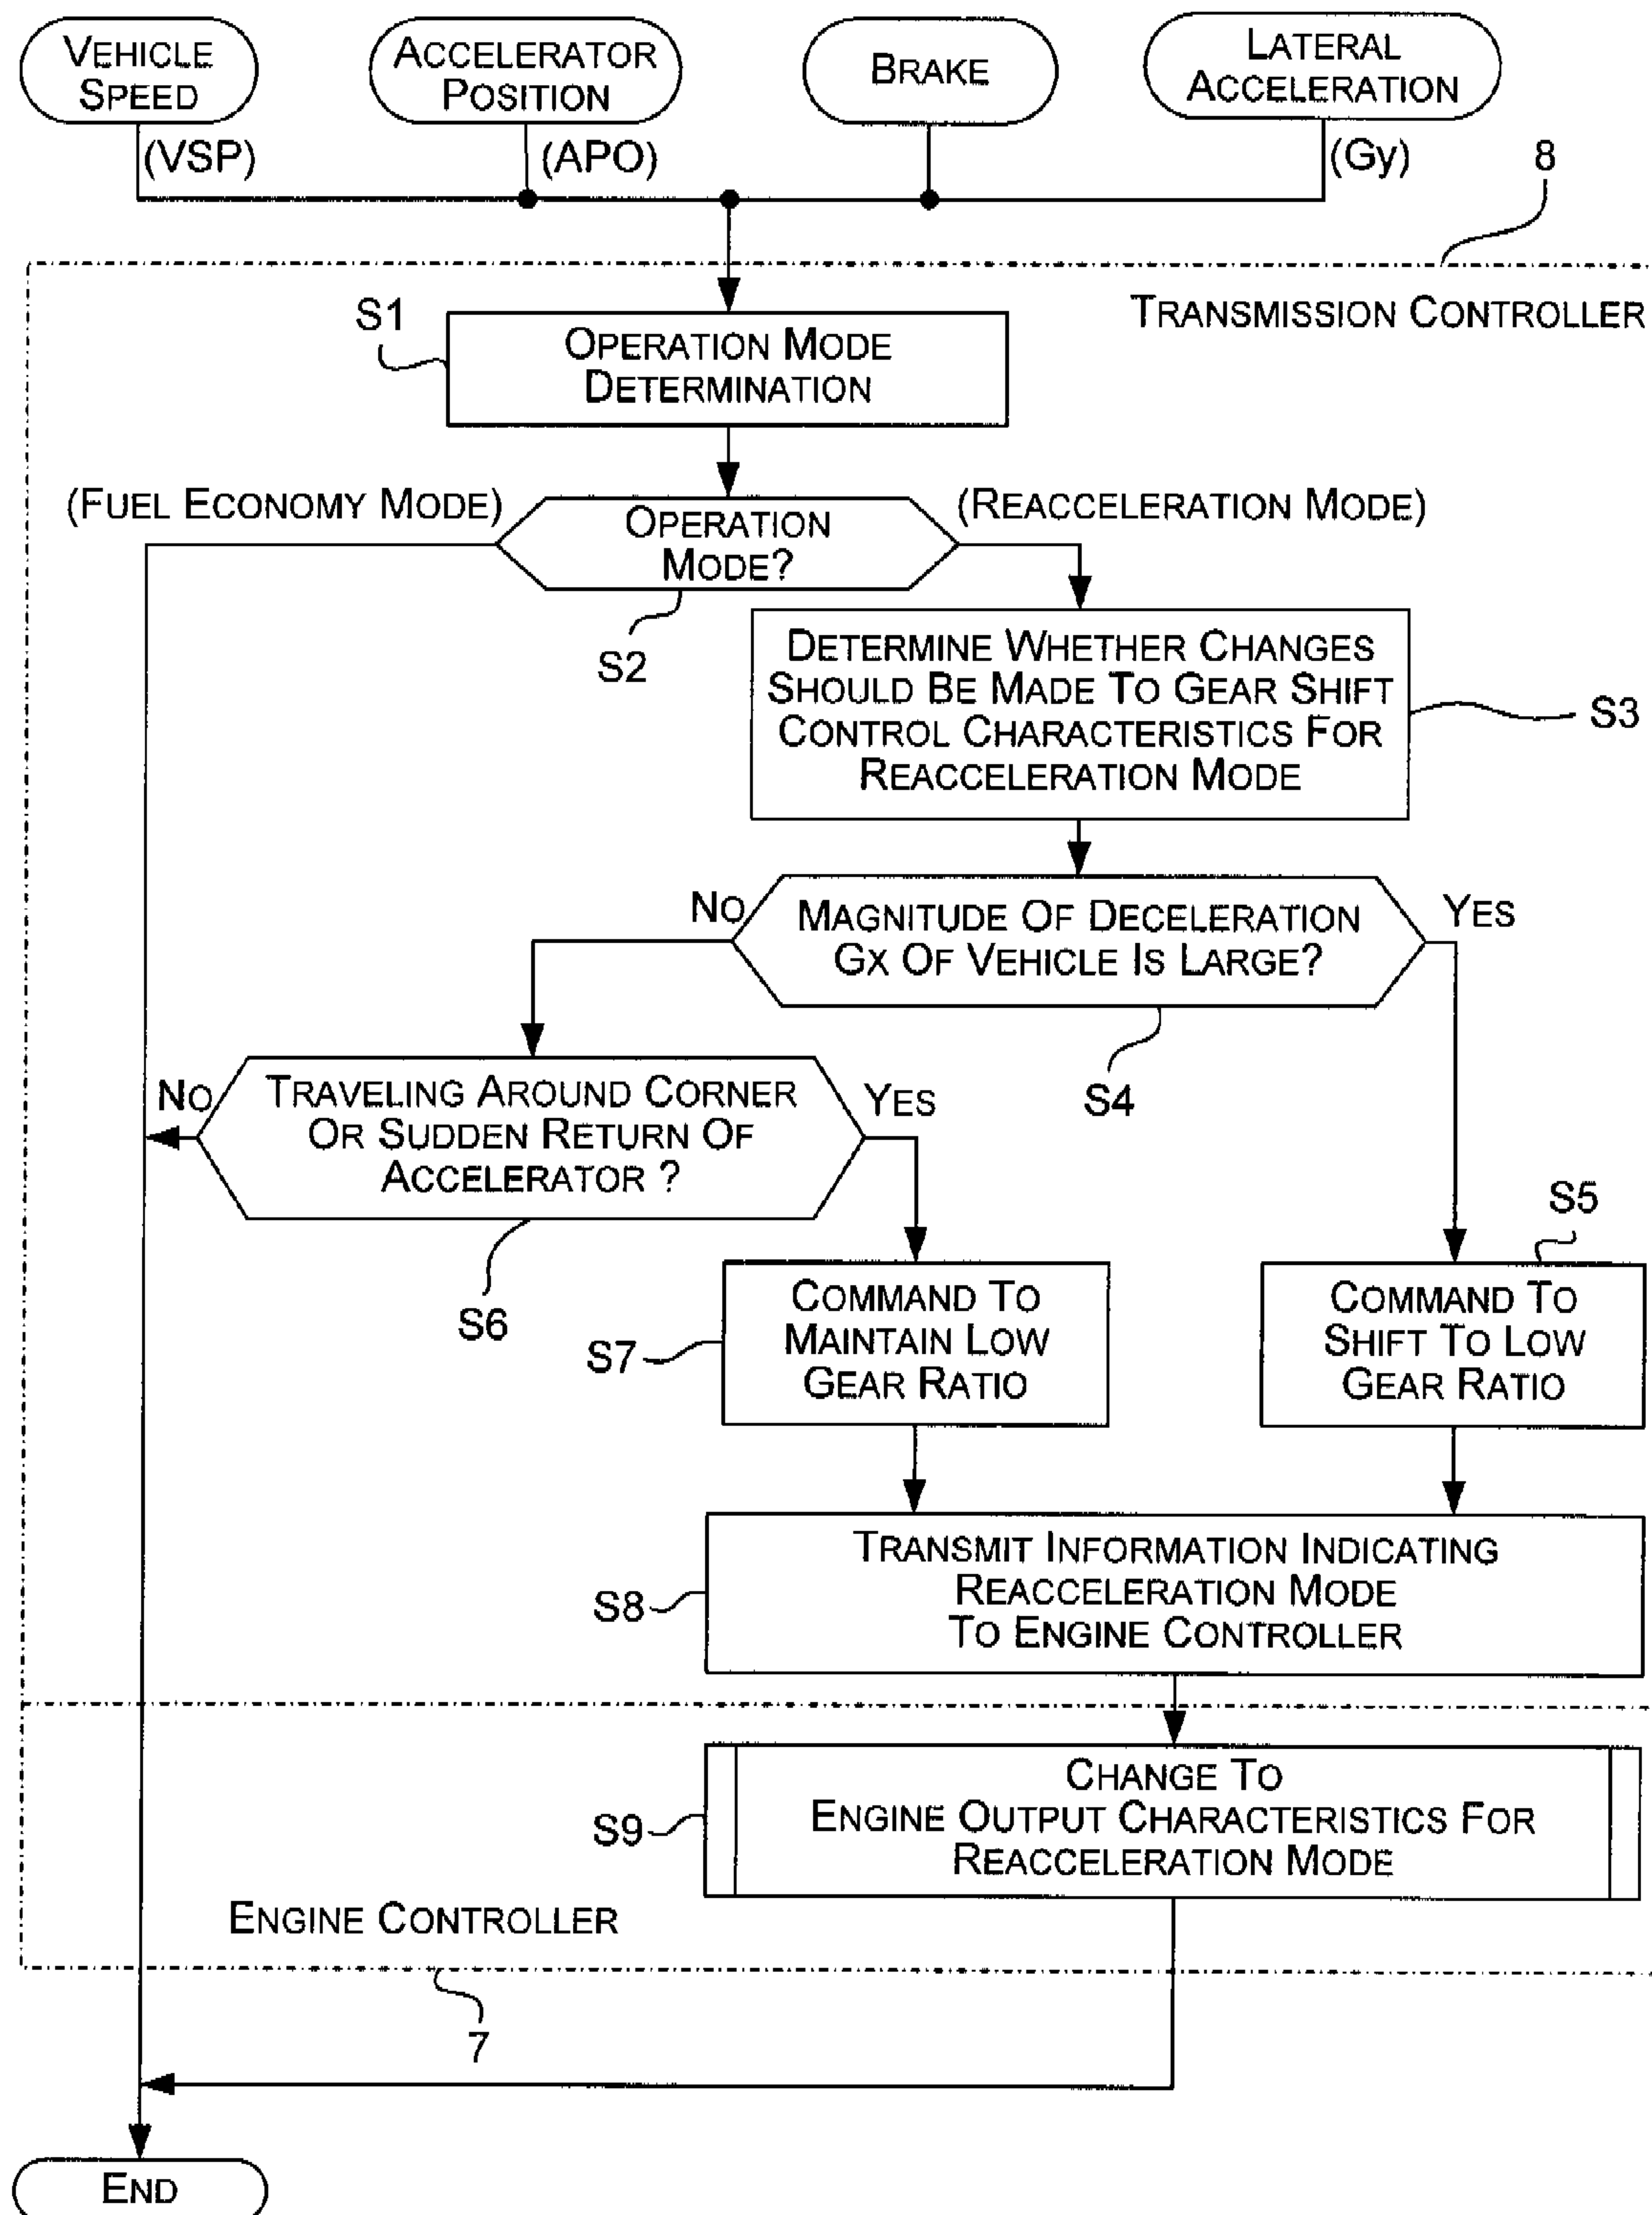 VEHICLE
SPEED
ACCELERATOR
POSITION
BRAKE
LATERAL
ACCELERATION
(VSP)
(APO)
(Gy)
8
TRANSMISSION CONTROLLER
S1
OPERATION MODE
DETERMINATION
(FUEL ECONOMY MODE)
OPERATION
MODE?
(REACCELERATION MODE)
S2
DETERMINE WHETHER CHANGES
SHOULD BE MADE TO GEAR SHIFT
CONTROL CHARACTERISTICS FOR
REACCELERATION MODE
S3
NO
MAGNITUDE OF DECELERATION
GX OF VEHICLE IS LARGE?
YES
S4
NO
TRAVELING AROUND CORNER
OR SUDDEN RETURN OF
ACCELERATOR ?
YES
S6
S5
COMMAND TO
MAINTAIN LOW
GEAR RATIO
S7
COMMAND TO
SHIFT TO LOW
GEAR RATIO
TRANSMIT INFORMATION INDICATING
REACCELERATION MODE
TO ENGINE CONTROLLER
S8
CHANGE TO
ENGINE OUTPUT CHARACTERISTICS FOR
REACCELERATION MODE
S9
ENGINE CONTROLLER
7
END